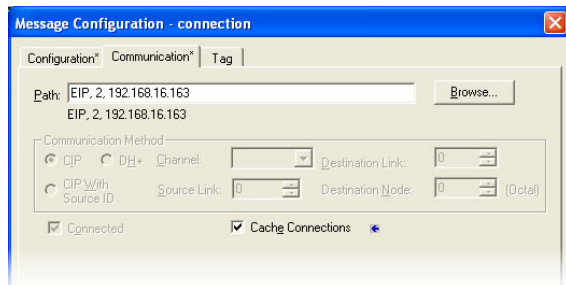 Message Configuration - connection
Configuration* Communication* Tag
Path: EIP, 2, 192.168.16.163 Browse...
EIP, 2, 192.168.16.163
Communication Method
CIP DH+ Channel: Destination Link: 0
CIP With Source ID Source Link: 0 Destination Node: 0 (Octal)
Connected Cache Connections